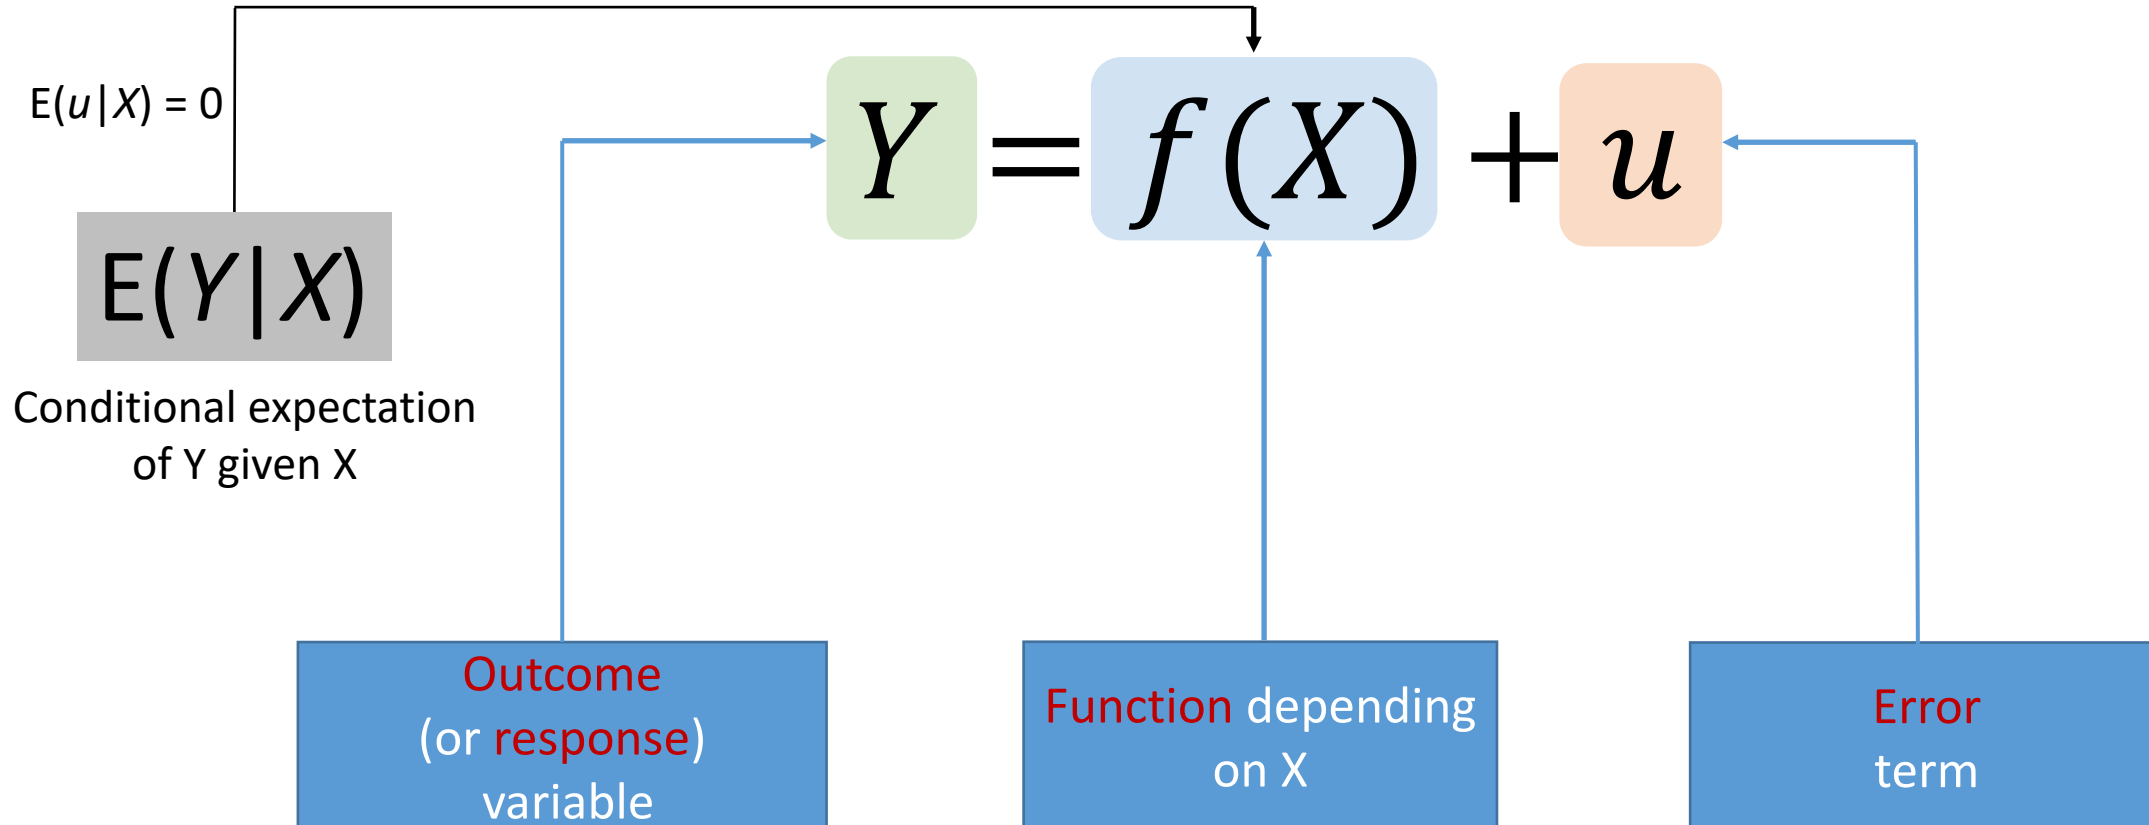 E(u|X) = 0
Y = f(X) + u
E(Y|X)
Conditional expectation
of Y given X
Outcome
(or response)
variable
Function depending
on X
Error
term